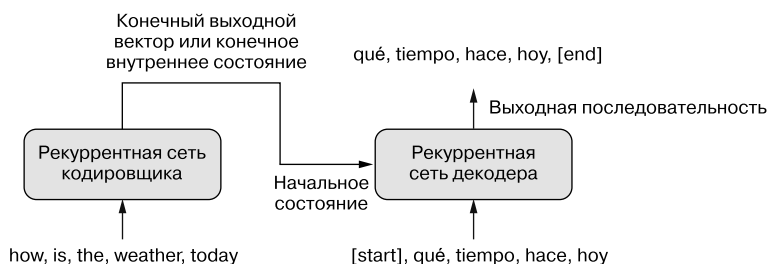 Конечный выходной
вектор или конечное
внутреннее состояние
qué, tiempo, hace, hoy, [end]
Выходная последовательность
Рекуррентная сеть
кодировщика
Начальное
состояние
Рекуррентная
сеть декодера
how, is, the, weather, today
[start], qué, tiempo, hace, hoy